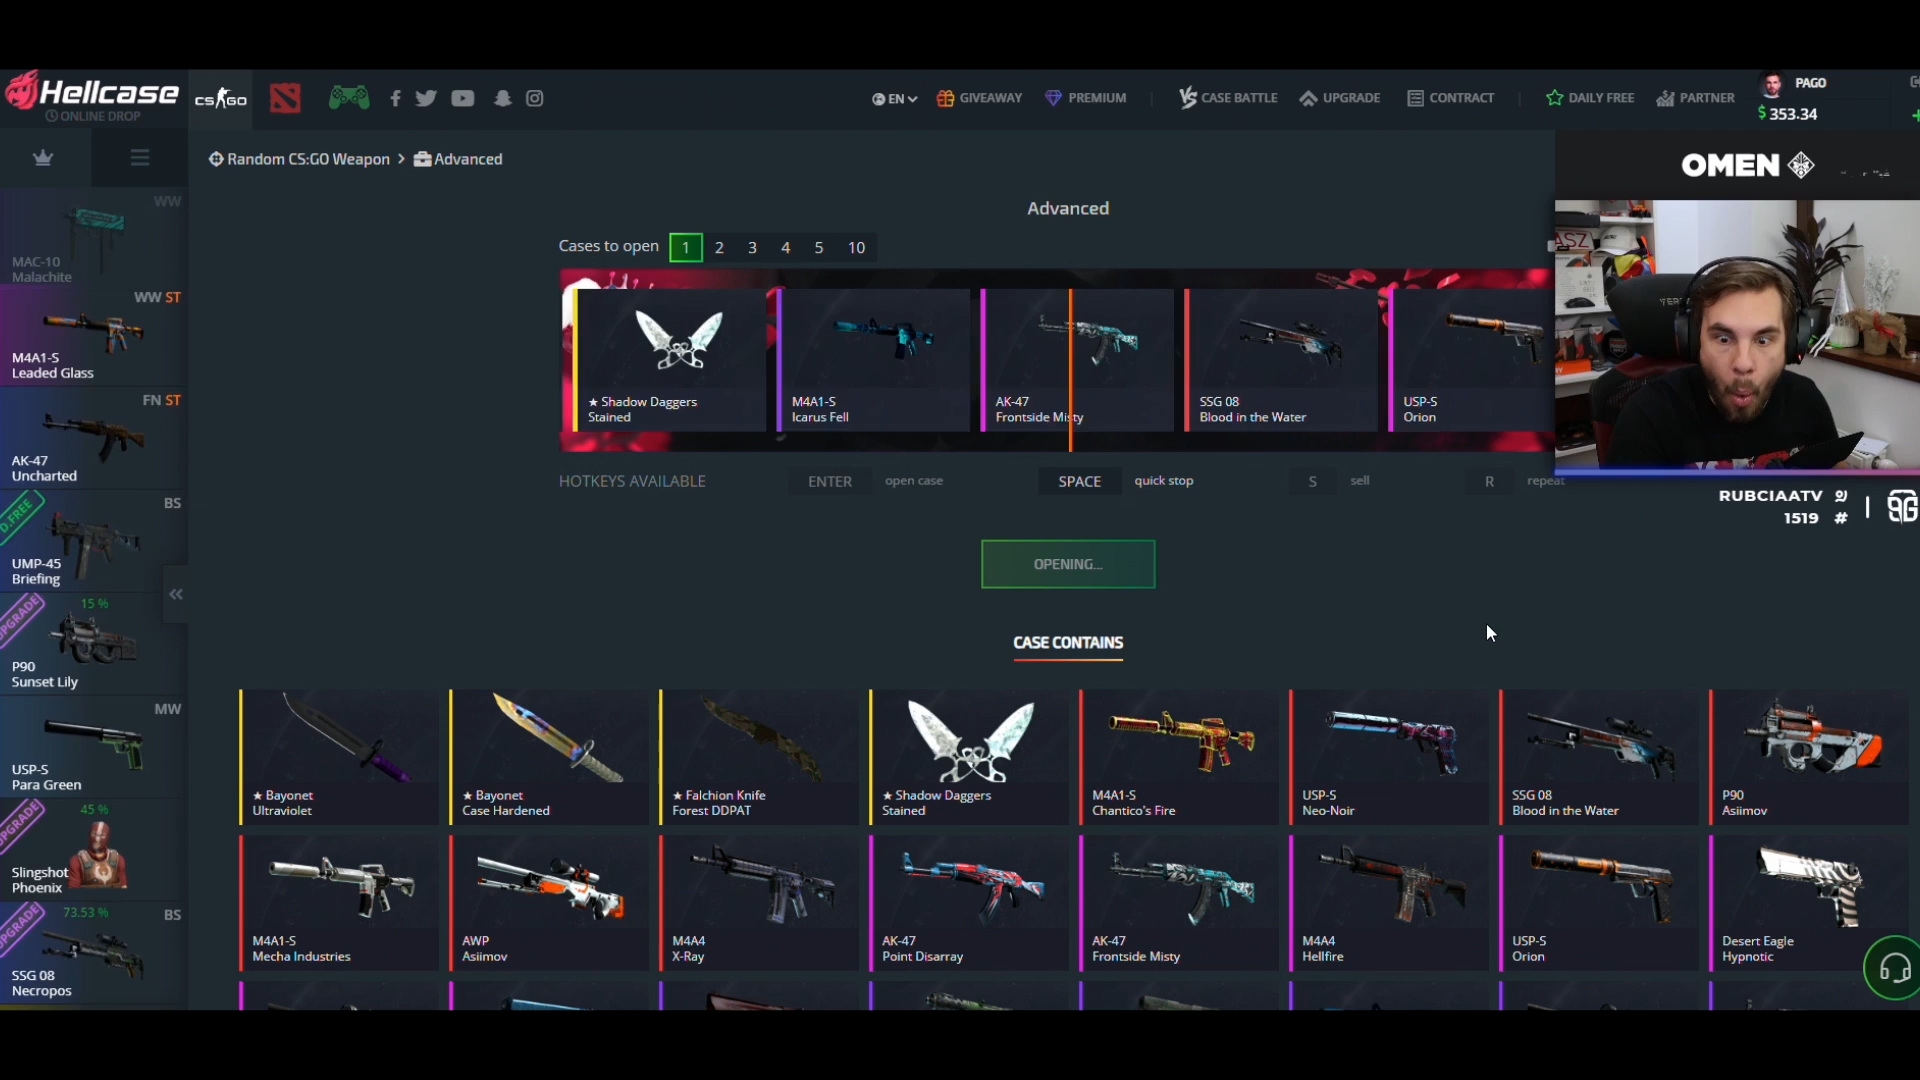 Hellcase
ONLINE DROP
CS:GO
EN
GIVEAWAY
PREMIUM
VS CASE BATTLE
UPGRADE
CONTRACT
DAILY FREE
PARTNER
PAGO
$ 353.34
Random CS:GO Weapon > Advanced
OMEN
Advanced
Cases to open 1 2 3 4 5 10
★ Shadow Daggers
Stained
M4A1-S
Icarus Fell
AK-47
Frontside Misty
SSG 08
Blood in the Water
USP-S
Orion
HOTKEYS AVAILABLE
ENTER open case
SPACE quick stop
S sell
R repeat
RUBCIAATV
1519 #
OPENING...
CASE CONTAINS
WW
MAC-10
Malachite
WW ST
M4A1-S
Leaded Glass
FN ST
AK-47
Uncharted
D.FREE
BS
UMP-45
Briefing
UPGRADE
15 %
P90
Sunset Lily
MW
USP-S
Para Green
UPGRADE
45 %
Slingshot
Phoenix
UPGRADE
73.53 %
BS
SSG 08
Necropos
★ Bayonet
Ultraviolet
★ Bayonet
Case Hardened
★ Falchion Knife
Forest DDPAT
★ Shadow Daggers
Stained
M4A1-S
Chantico's Fire
USP-S
Neo-Noir
SSG 08
Blood in the Water
P90
Asiimov
M4A1-S
Mecha Industries
AWP
Asiimov
M4A4
X-Ray
AK-47
Point Disarray
AK-47
Frontside Misty
M4A4
Hellfire
USP-S
Orion
Desert Eagle
Hypnotic